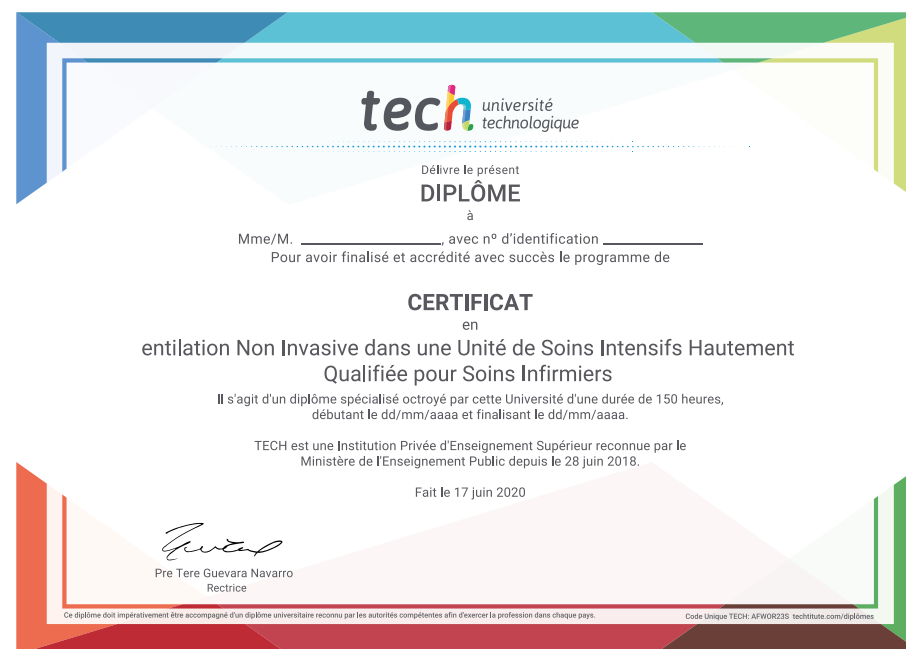 tech université
technologique
Délivre le présent
DIPLÔME
à
Mme/M. ____________________, avec nº d'identification ______________
Pour avoir finalisé et accrédité avec succès le programme de
CERTIFICAT
en
entilation Non Invasive dans une Unité de Soins Intensifs Hautement
Qualifiée pour Soins Infirmiers
Il s'agit d'un diplôme spécialisé octroyé par cette Université d'une durée de 150 heures,
débutant le dd/mm/aaaa et finalisant le dd/mm/aaaa.
TECH est une Institution Privée d'Enseignement Supérieur reconnue par le
Ministère de l'Enseignement Public depuis le 28 juin 2018.
Fait le 17 juin 2020
Pre Tere Guevara Navarro
Rectrice
Ce diplôme doit impérativement être accompagné d'un diplôme universitaire reconnu par les autorités compétentes afin d'exercer la profession dans chaque pays.
Code Unique TECH: AFWOR23S techtitute.com/diplômes